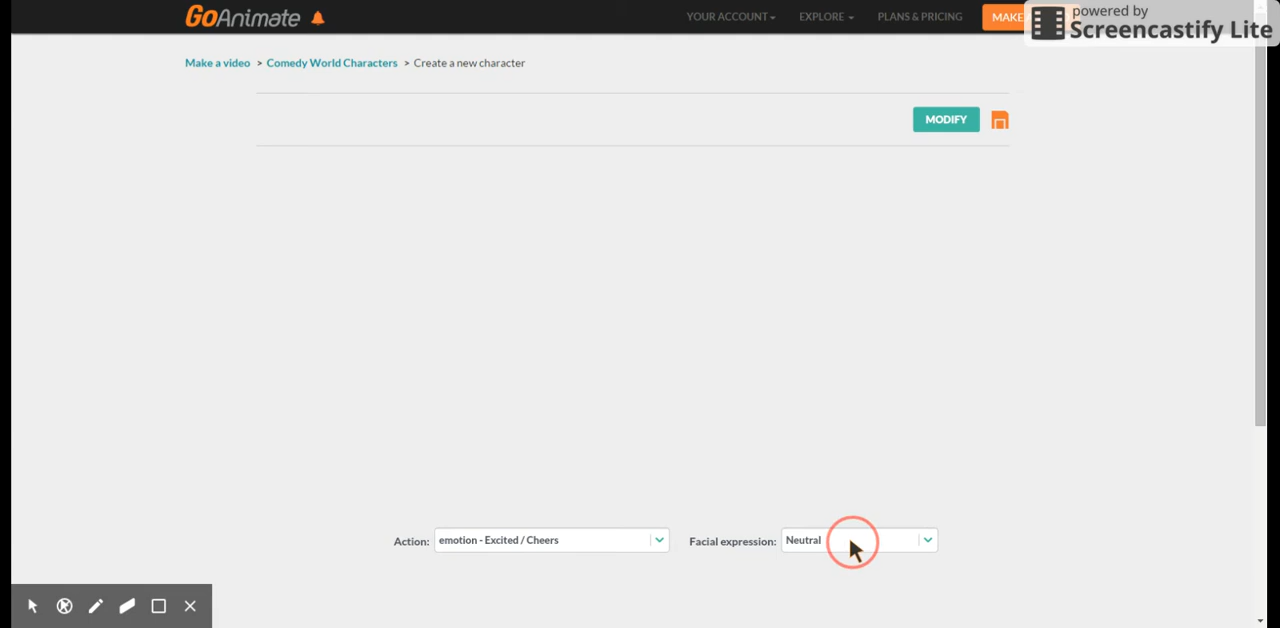 GoAnimate
YOUR ACCOUNT EXPLORE PLANS & PRICING MAKE
powered by
Screencastify Lite
Make a video > Comedy World Characters > Create a new character
MODIFY
Action: emotion - Excited / Cheers Facial expression: Neutral